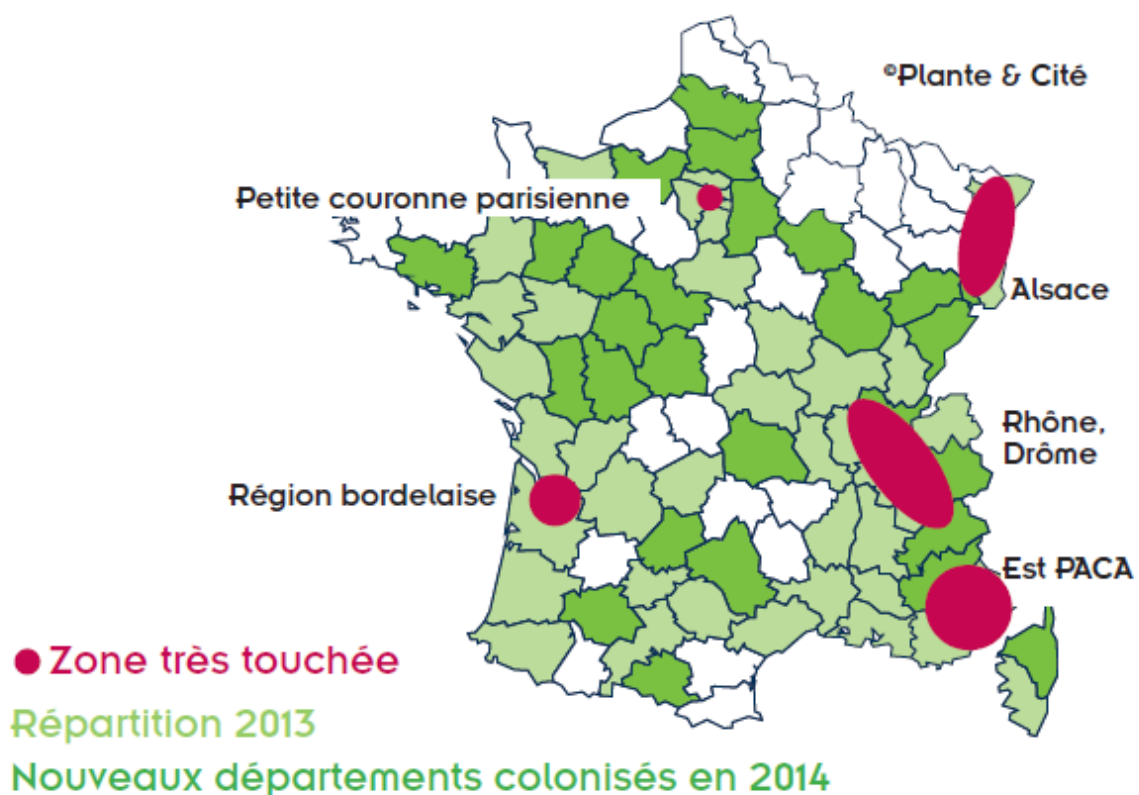 ©Plante & Cité
Petite couronne parisienne
Alsace
Rhône,
Drôme
Région bordelaise
Est PACA
Zone très touchée
Répartition 2013
Nouveaux départements colonisés en 2014